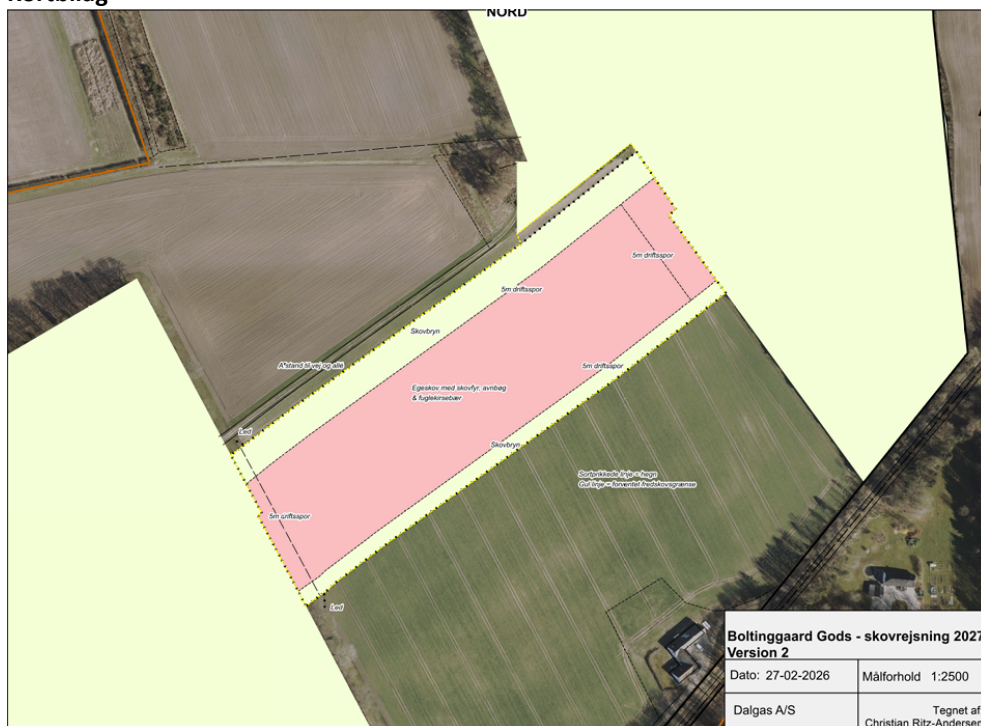 NORD
5m driftsspor
5m driftsspor
Skovbryn
Afstand til vej og allé
5m driftsspor
Egeskov med skovfyr, avnbøg
& fuglekirsebær
Led
Skovbryn
Sortprikkede linje = hegn
Gul linje = forventet fredskovsgrænse
5m driftsspor
Led
Boltinggaard Gods - skovrejsning 2027
Version 2
Dato: 27-02-2026
Målforhold 1:2500
Dalgas A/S
Tegnet af
Christian Ritz-Andersen